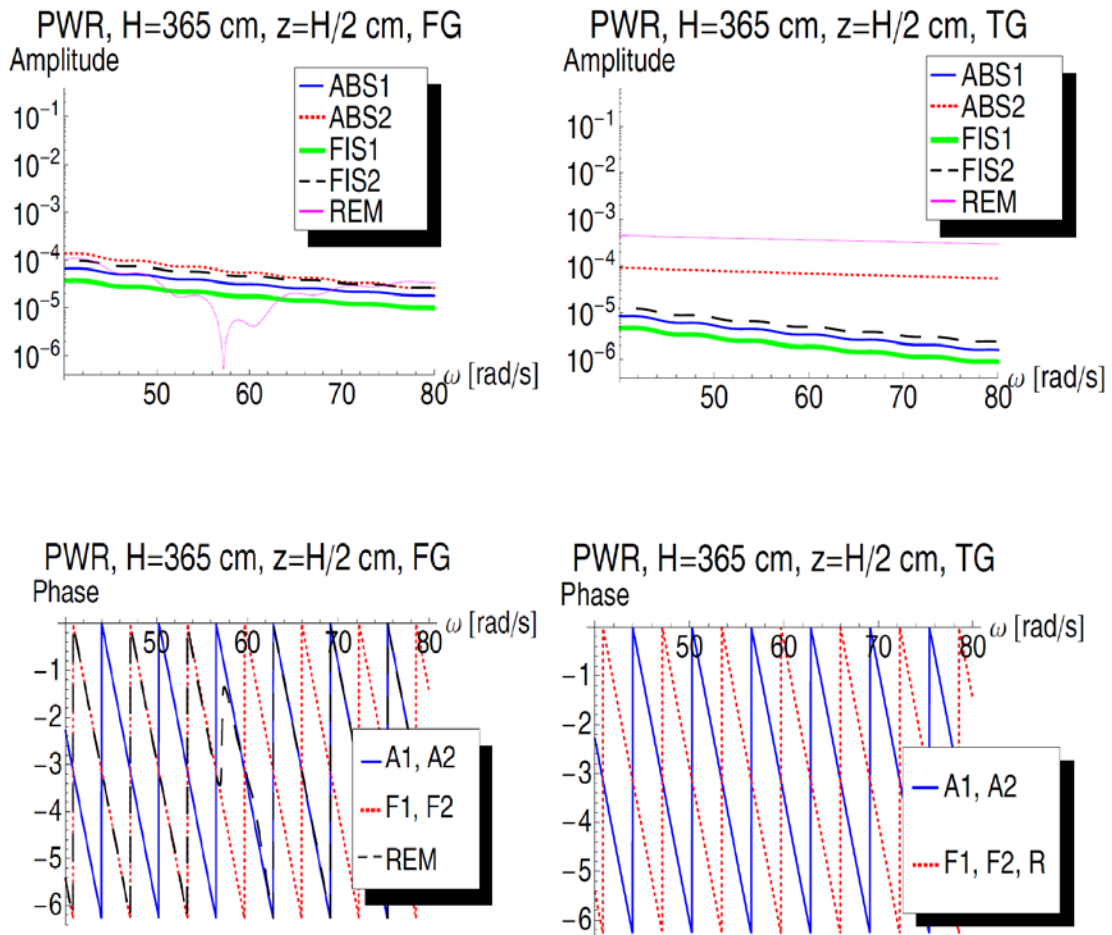 PWR, H=365 cm, z=H/2 cm, FG
Amplitude
10⁻¹
10⁻²
10⁻³
10⁻⁴
10⁻⁵
10⁻⁶
50 60 70 80
ω [rad/s]
ABS1
ABS2
FIS1
FIS2
REM
PWR, H=365 cm, z=H/2 cm, TG
Amplitude
10⁻¹
10⁻²
10⁻³
10⁻⁴
10⁻⁵
10⁻⁶
50 60 70 80
ω [rad/s]
ABS1
ABS2
FIS1
FIS2
REM
PWR, H=365 cm, z=H/2 cm, FG
Phase
50 60 70 80
ω [rad/s]
-1
-2
-3
-4
-5
-6
A1, A2
F1, F2
REM
PWR, H=365 cm, z=H/2 cm, TG
Phase
50 60 70 80
ω [rad/s]
-1
-2
-3
-4
-5
-6
A1, A2
F1, F2, R